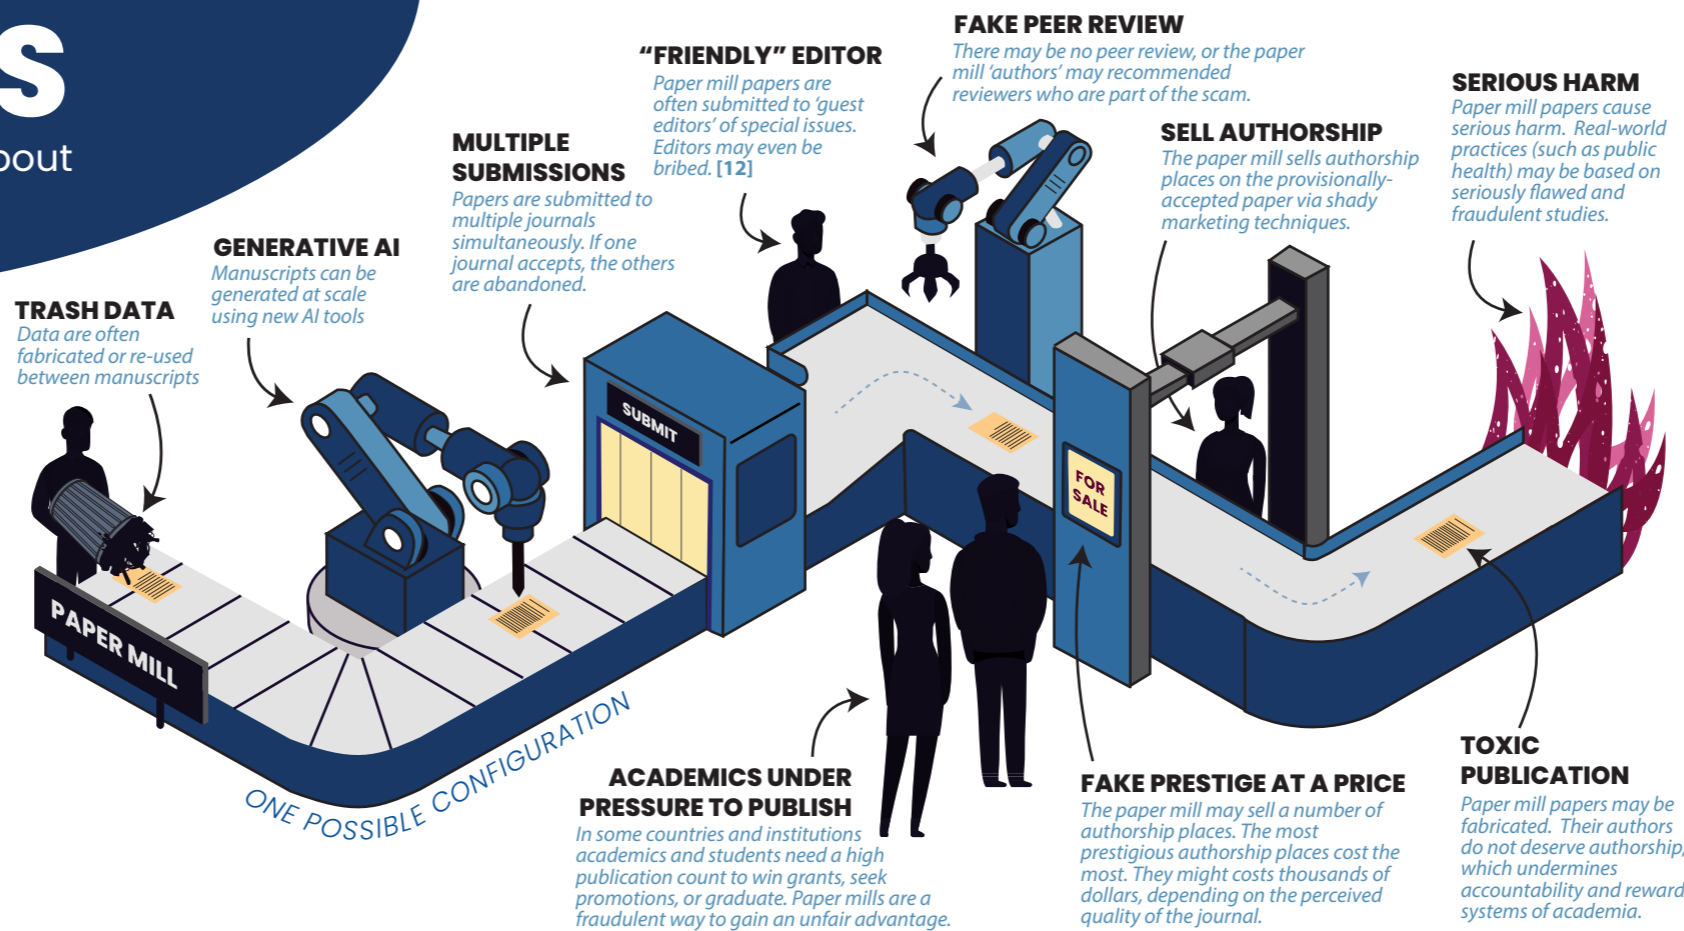 S
bout
TRASH DATA
Data are often
fabricated or re-used
between manuscripts
GENERATIVE AI
Manuscripts can be
generated at scale
using new AI tools
MULTIPLE
SUBMISSIONS
Papers are submitted to
multiple journals
simultaneously. If one
journal accepts, the others
are abandoned.
“FRIENDLY” EDITOR
Paper mill papers are
often submitted to ‘guest
editors’ of special issues.
Editors may even be
bribed. [12]
FAKE PEER REVIEW
There may be no peer review, or the paper
mill ‘authors’ may recommended
reviewers who are part of the scam.
SELL AUTHORSHIP
The paper mill sells authorship
places on the provisionally-
accepted paper via shady
marketing techniques.
SERIOUS HARM
Paper mill papers cause
serious harm. Real-world
practices (such as public
health) may be based on
seriously flawed and
fraudulent studies.
SUBMIT
FOR
SALE
PAPER MILL
ONE POSSIBLE CONFIGURATION
ACADEMICS UNDER
PRESSURE TO PUBLISH
In some countries and institutions
academics and students need a high
publication count to win grants, seek
promotions, or graduate. Paper mills are a
fraudulent way to gain an unfair advantage.
FAKE PRESTIGE AT A PRICE
The paper mill may sell a number of
authorship places. The most
prestigious authorship places cost the
most. They might costs thousands of
dollars, depending on the perceived
quality of the journal.
TOXIC
PUBLICATION
Paper mill papers may be
fabricated. Their authors
do not deserve authorship,
which undermines
accountability and reward
systems of academia.